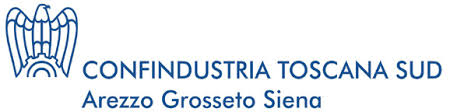 CONFINDUSTRIA TOSCANA SUD
Arezzo Grosseto Siena